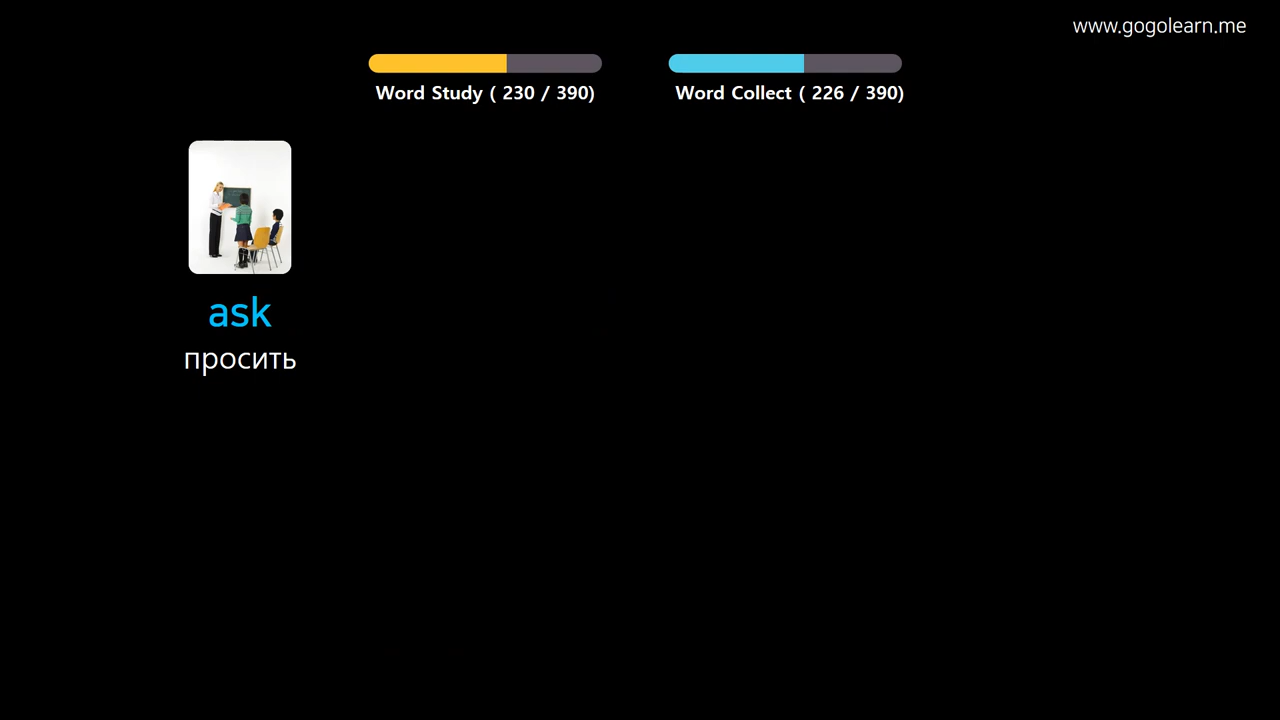 www.gogolearn.me
Word Study ( 230 / 390)
Word Collect ( 226 / 390)
ask
просить